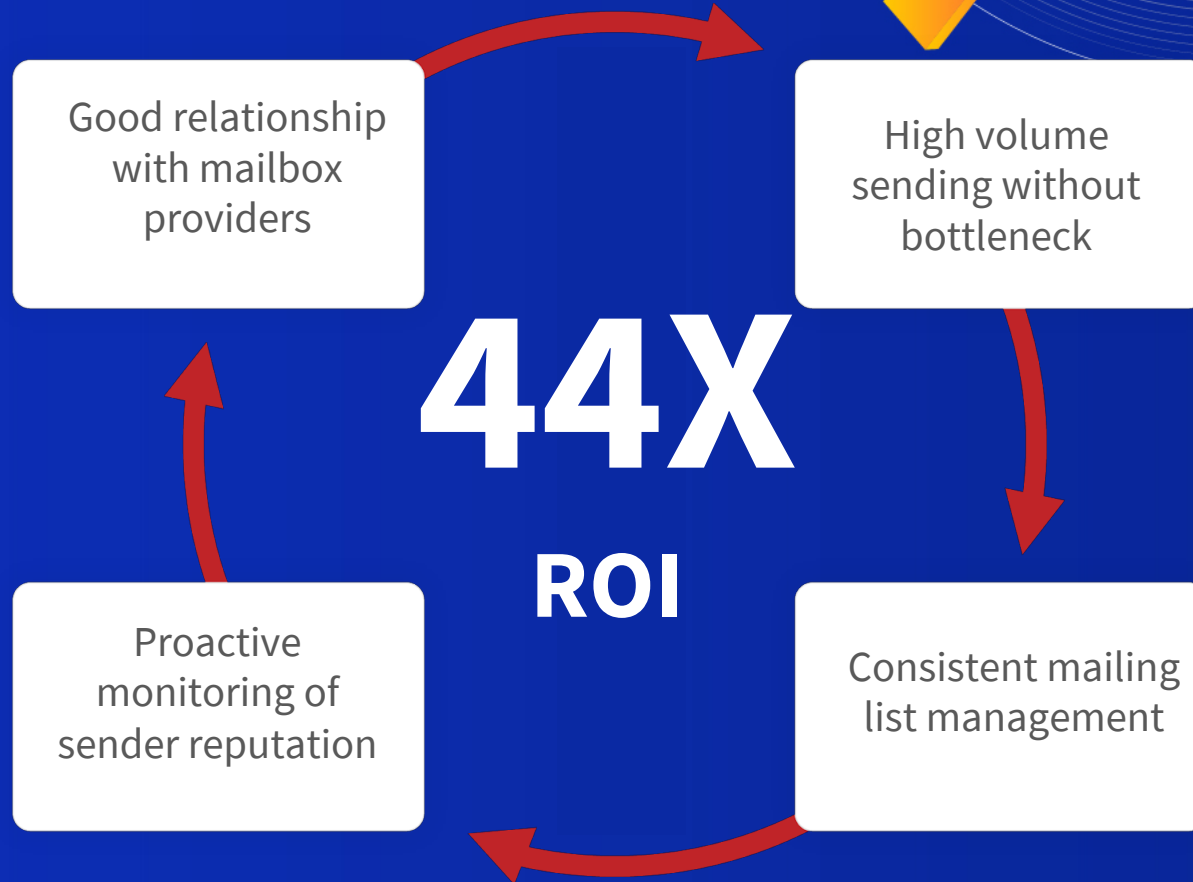 Good relationship
with mailbox
providers
High volume
sending without
bottleneck
44X
ROI
Proactive
monitoring of
sender reputation
Consistent mailing
list management